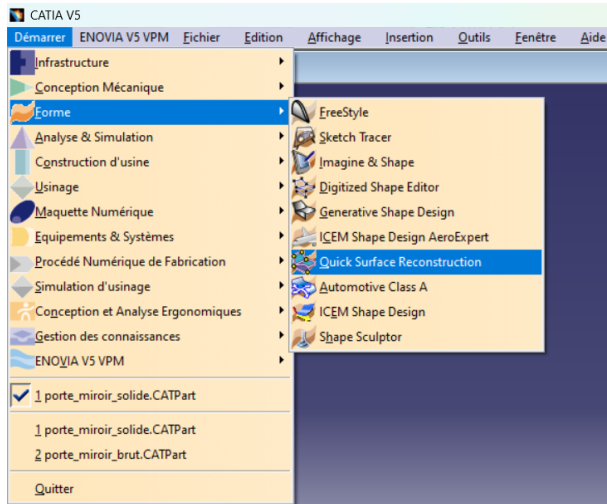 CATIA V5
Démarrer ENOVIA V5 VPM Fichier Edition Affichage Insertion Outils Fenêtre Aide
Infrastructure
Conception Mécanique
Forme
Analyse & Simulation
Construction d'usine
Usinage
Maquette Numérique
Equipements & Systèmes
Procédé Numérique de Fabrication
Simulation d'usinage
Conception et Analyse Ergonomiques
Gestion des connaissances
ENOVIA V5 VPM
1 porte_miroir_solide.CATPart
1 porte_miroir_solide.CATPart
2 porte_miroir_brut.CATPart
Quitter
FreeStyle
Sketch Tracer
Imagine & Shape
Digitized Shape Editor
Generative Shape Design
ICEM Shape Design AeroExpert
Quick Surface Reconstruction
Automotive Class A
ICEM Shape Design
Shape Sculptor